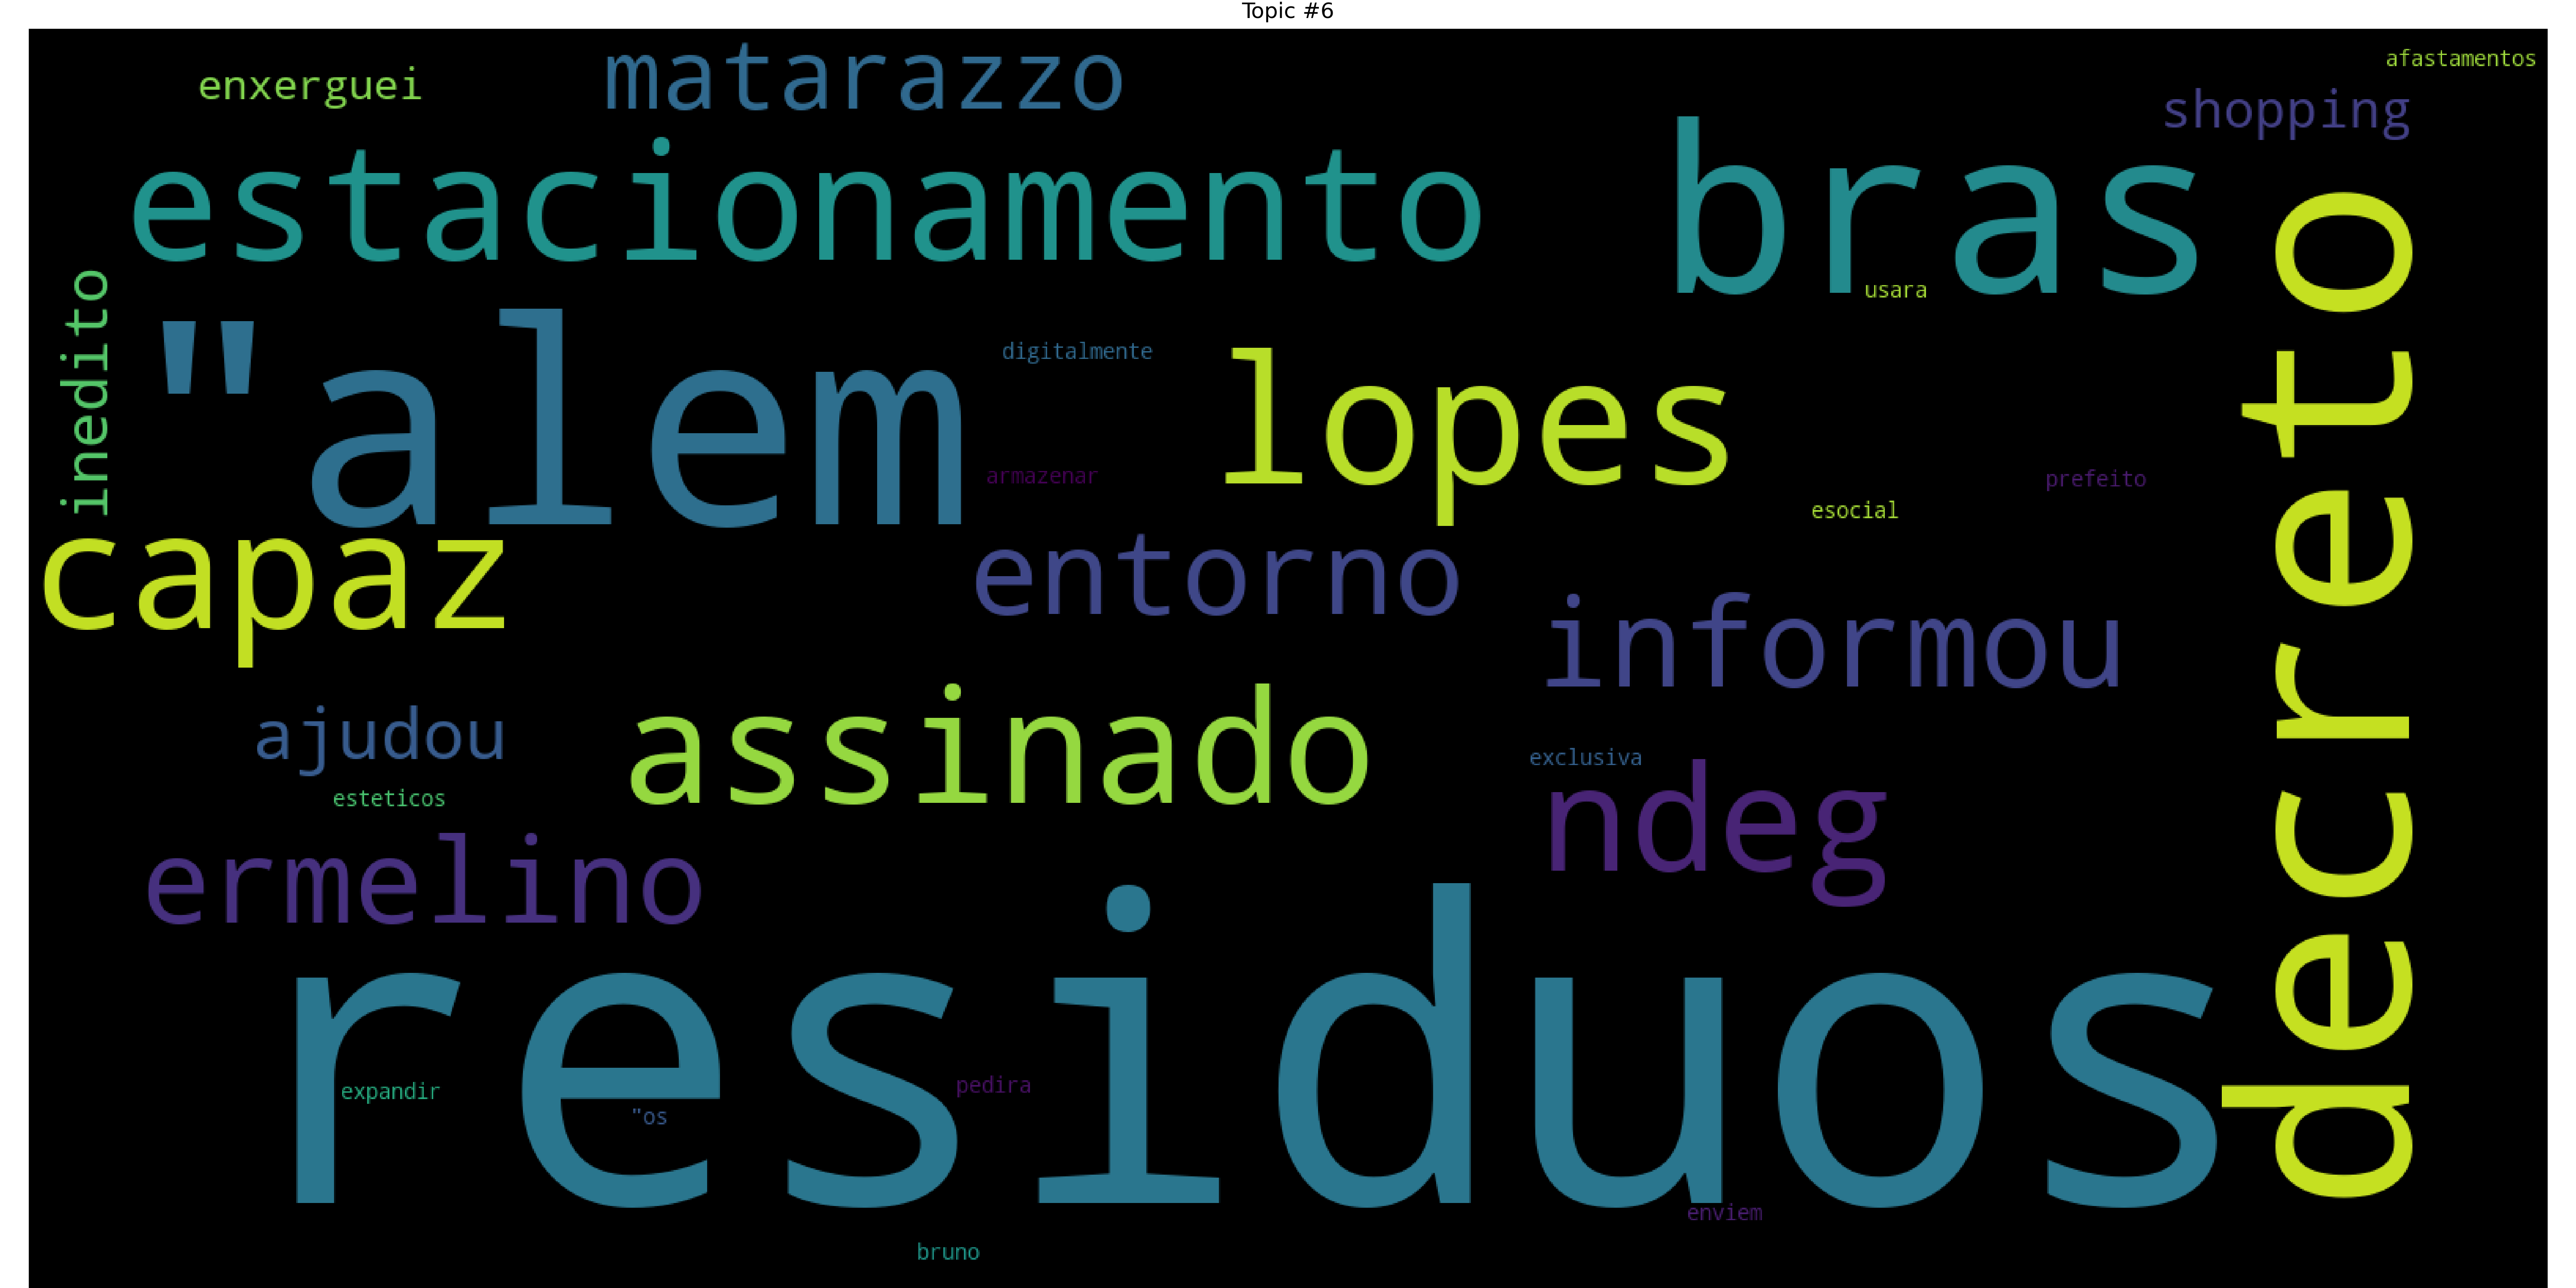 Topic #6
enxerguei
matarazzo
afastamentos
shopping
estacionamento
bras
decreto
usara
inedito
"alem
digitalmente
lopes
armazenar
prefeito
esocial
capaz
entorno
informou
ajudou
assinado
exclusiva
esteticos
ndeg
ermelino
residuos
expandir
"os
pedira
enviem
bruno